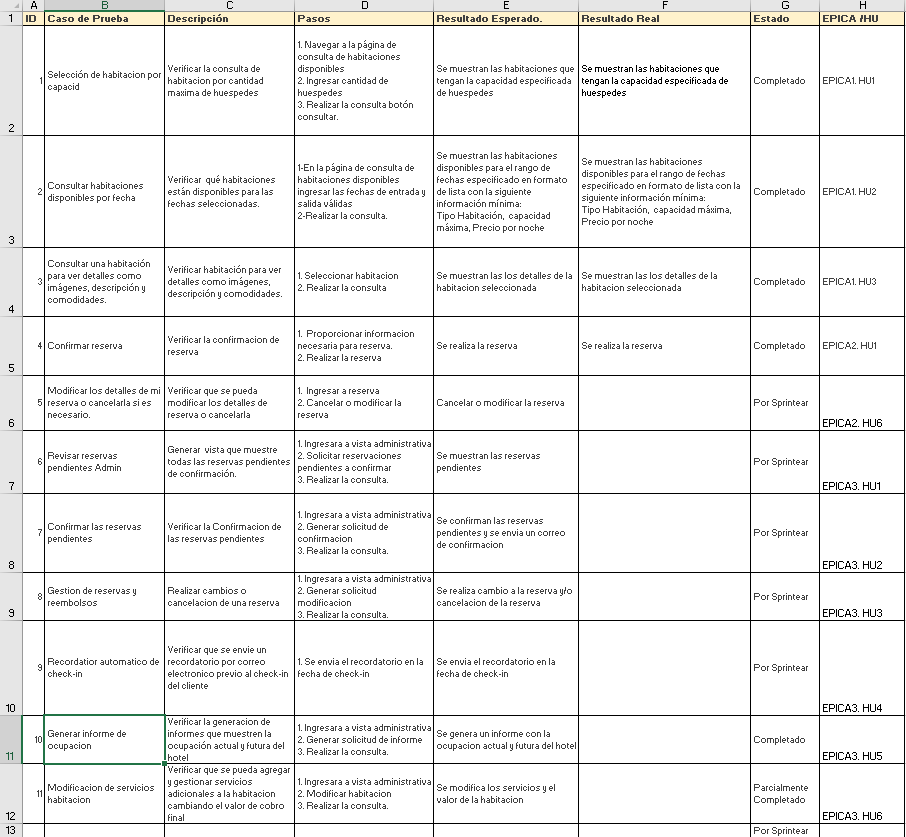 A B C D E F G H
1 ID Caso de Prueba Descripción Pasos Resultado Esperado. Resultado Real Estado EPICA /HU
2
1
Selección de habitacion por
capacid
Verificar la consulta de
habitacion por cantidad
maxima de huespedes
1. Navegar a la página de
consulta de habitaciones
disponibles
2. Ingresar cantidad de
huespedes
3. Realizar la consulta botón
consultar.
Se muestran las habitaciones que
tengan la capacidad especificada
de huespedes
Se muestran las habitaciones que
tengan la capacidad especificada de
huespedes
Completado
EPICA1. HU1
3
2
Consultar habitaciones
disponibles por fecha
Verificar qué habitaciones
están disponibles para las
fechas seleccionadas.
1-En la página de consulta de
habitaciones disponibles
ingresar las fechas de entrada y
salida válidas
2-Realizar la consulta.
Se muestran las habitaciones
disponibles para el rango de
fechas especificado en formato
de lista con la siguiente
información mínima:
Tipo Habitación, capacidad
máxima, Precio por noche
Se muestran las habitaciones
disponibles para el rango de fechas
especificado en formato de lista con la
siguiente información mínima:
Tipo Habitación, capacidad máxima,
Precio por noche
Completado
EPICA1. HU2
4
3
Consultar una habitación
para ver detalles como
imágenes, descripción y
comodidades.
Verificar habitación para ver
detalles como imágenes,
descripción y comodidades.
1. Seleccionar habitacion
2. Realizar la consulta
Se muestran las los detalles de la
habitacion seleccionada
Se muestran las los detalles de la
habitacion seleccionada
Completado
EPICA1. HU3
5
4
Confirmar reserva
Verificar la confirmacion de
reserva
1. Proporcionar informacion
necesaria para reserva.
2. Realizar la reserva
Se realiza la reserva
Se realiza la reserva
Completado
EPICA2. HU1
6
5
Modificar los detalles de mi
reserva o cancelarla si es
necesario.
Verificar que se pueda
modificar los detalles de
reserva o cancelarla
1. Ingresar a reserva
2. Cancelar o modificar la
reserva
Cancelar o modificar la reserva
Por Sprintear
EPICA2. HU6
7
6
Revisar reservas
pendientes Admin
Generar vista que muestre
todas las reservas pendientes
de confirmación.
1. Ingresara a vista administrativa
2. Solicitar reservaciones
pendientes a confirmar
3. Realizar la consulta.
Se muestran las reservas
pendientes
Por Sprintear
EPICA3. HU1
8
7
Confirmar las reservas
pendientes
Verificar la Confirmacion de
las reservas pendientes
1. Ingresara a vista administrativa
2. Generar solicitud de
confirmacion
3. Realizar la consulta.
Se confirman las reservas
pendientes y se envia un correo
de confirmacion
Por Sprintear
EPICA3. HU2
9
8
Gestion de reservas y
reembolsos
Realizar cambios o
cancelacion de una reserva
1. Ingresara a vista administrativa
2. Generar solicitud
modificacion
3. Realizar la consulta.
Se realiza cambio a la reserva y/o
cancelacion de la reserva
Por Sprintear
EPICA3. HU3
10
9
Recordatior automatico de
check-in
Verificar que se envie un
recordatorio por correo
electronico previo al check-in
del cliente
1. Se envia el recordatorio en la
fecha de check-in
Se envia el recordatorio en la
fecha de check-in
Por Sprintear
EPICA3. HU4
11
10
Generar informe de
ocupacion
Verificar la generacion de
informes que muestren la
ocupación actual y futura del
hotel
1. Ingresara a vista administrativa
2. Generar solicitud de informe
3. Realizar la consulta.
Se genera un informe con la
ocupacion actual y futura del hotel
Completado
EPICA3. HU5
12
11
Modificacion de servicios
habitacion
Verificar que se pueda agregar
y gestionar servicios
adicionales a la habitacion
cambiando el valor de cobro
final
1. Ingresara a vista administrativa
2. Modificar habitacion
3. Realizar la consulta.
Se modifica los servicios y el
valor de la habitacion
Parcialmente
Completado
EPICA3. HU6
13
Por Sprintear